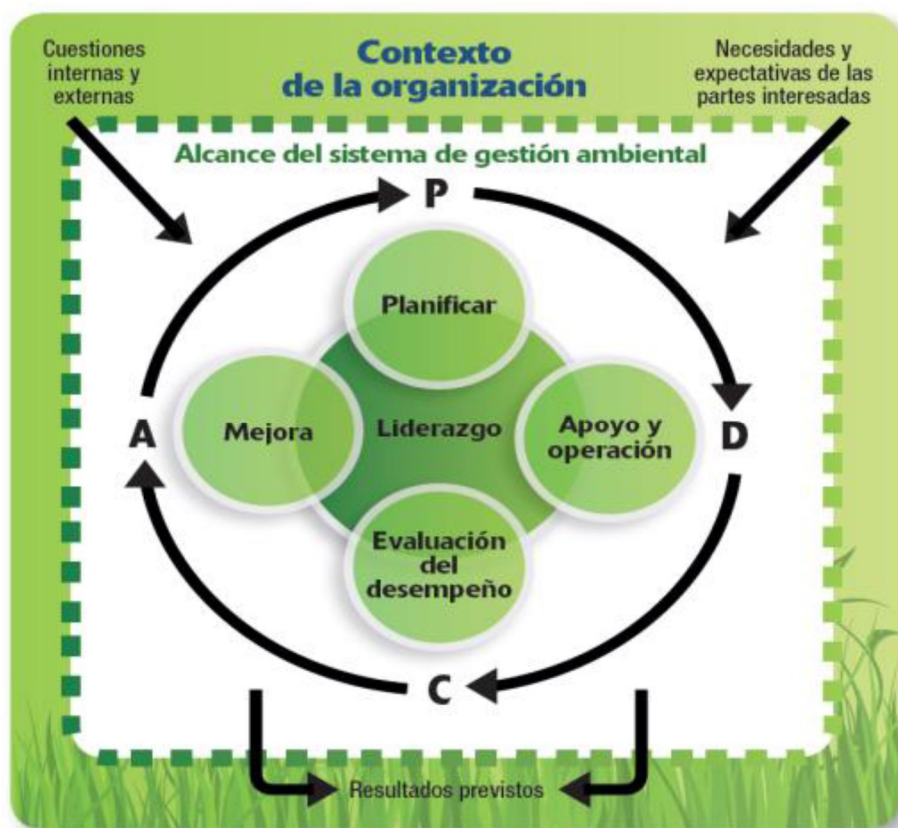 Cuestiones
internas y
externas
Contexto
de la organización
Necesidades y
expectativas de las
partes interesadas
Alcance del sistema de gestión ambiental
P
Planificar
A
Mejora
Liderazgo
Apoyo y
operación
D
Evaluación
del
desempeño
C
Resultados previstos